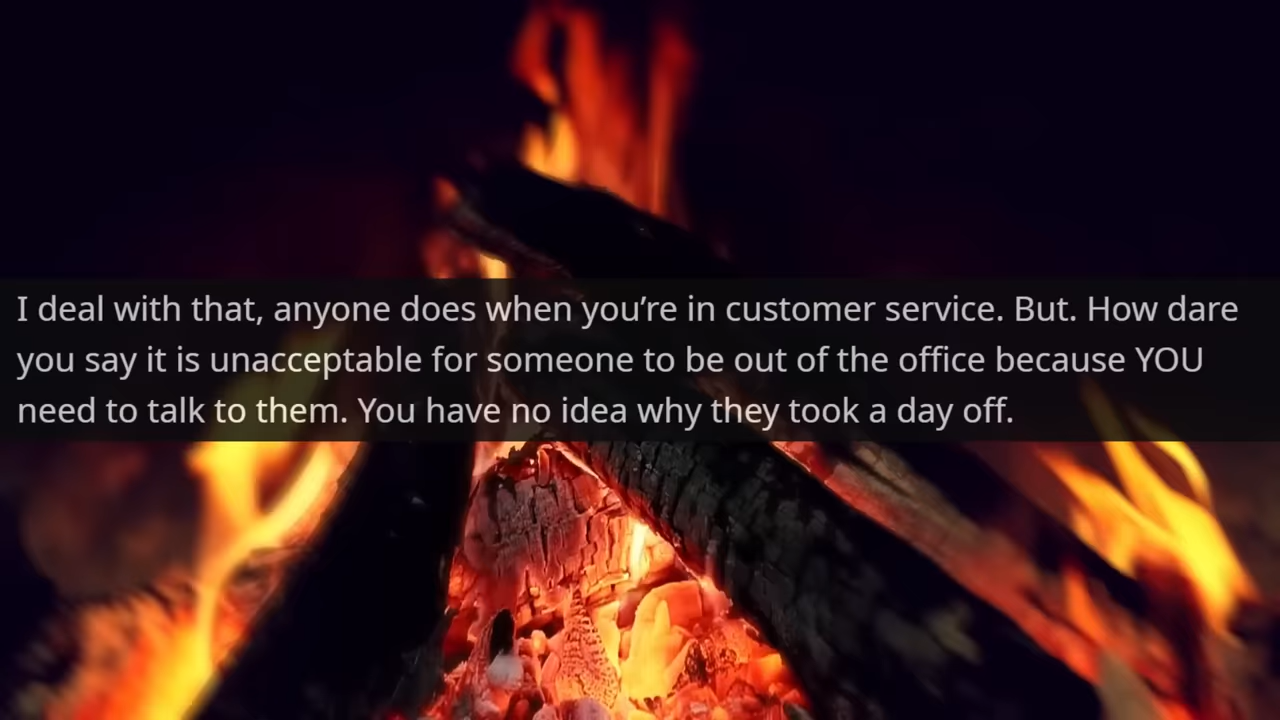 I deal with that, anyone does when you’re in customer service. But. How dare
you say it is unacceptable for someone to be out of the office because YOU
need to talk to them. You have no idea why they took a day off.